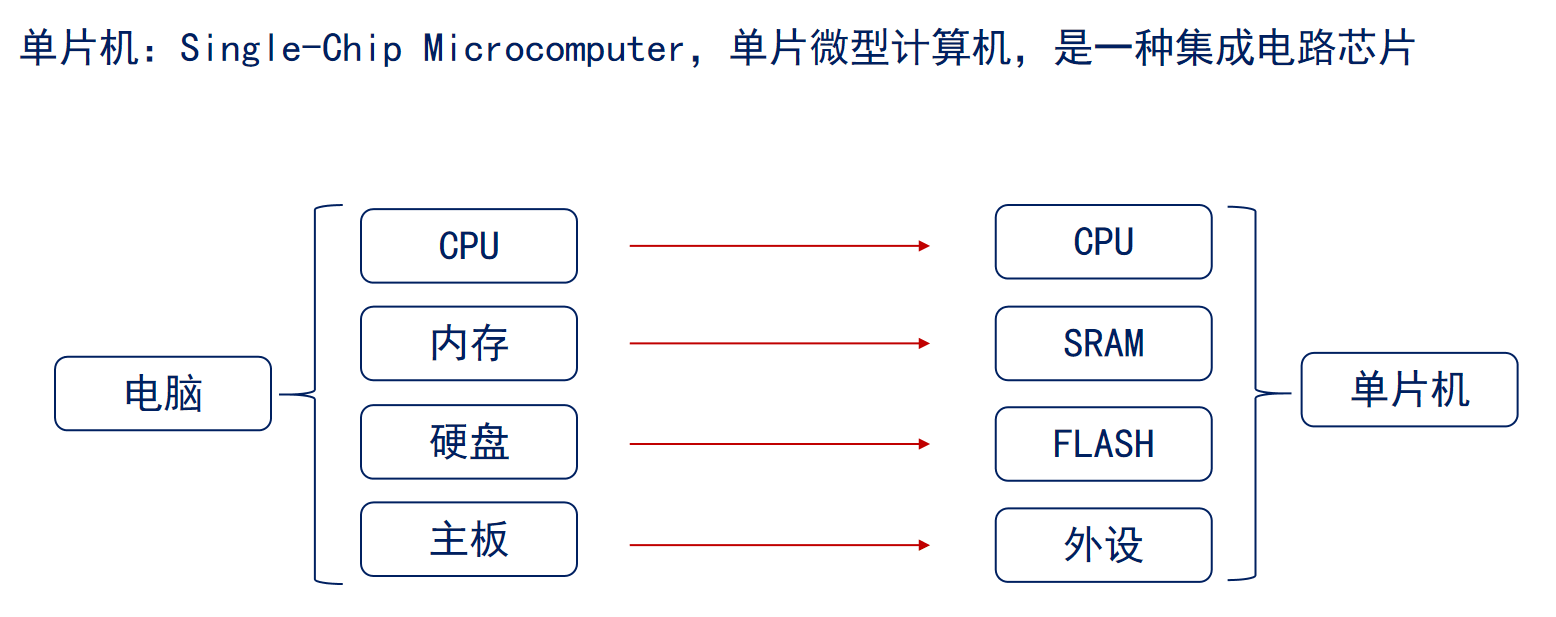 单片机：Single-Chip Microcomputer，单片微型计算机，是一种集成电路芯片
电脑
CPU
内存
硬盘
主板
CPU
SRAM
FLASH
外设
单片机